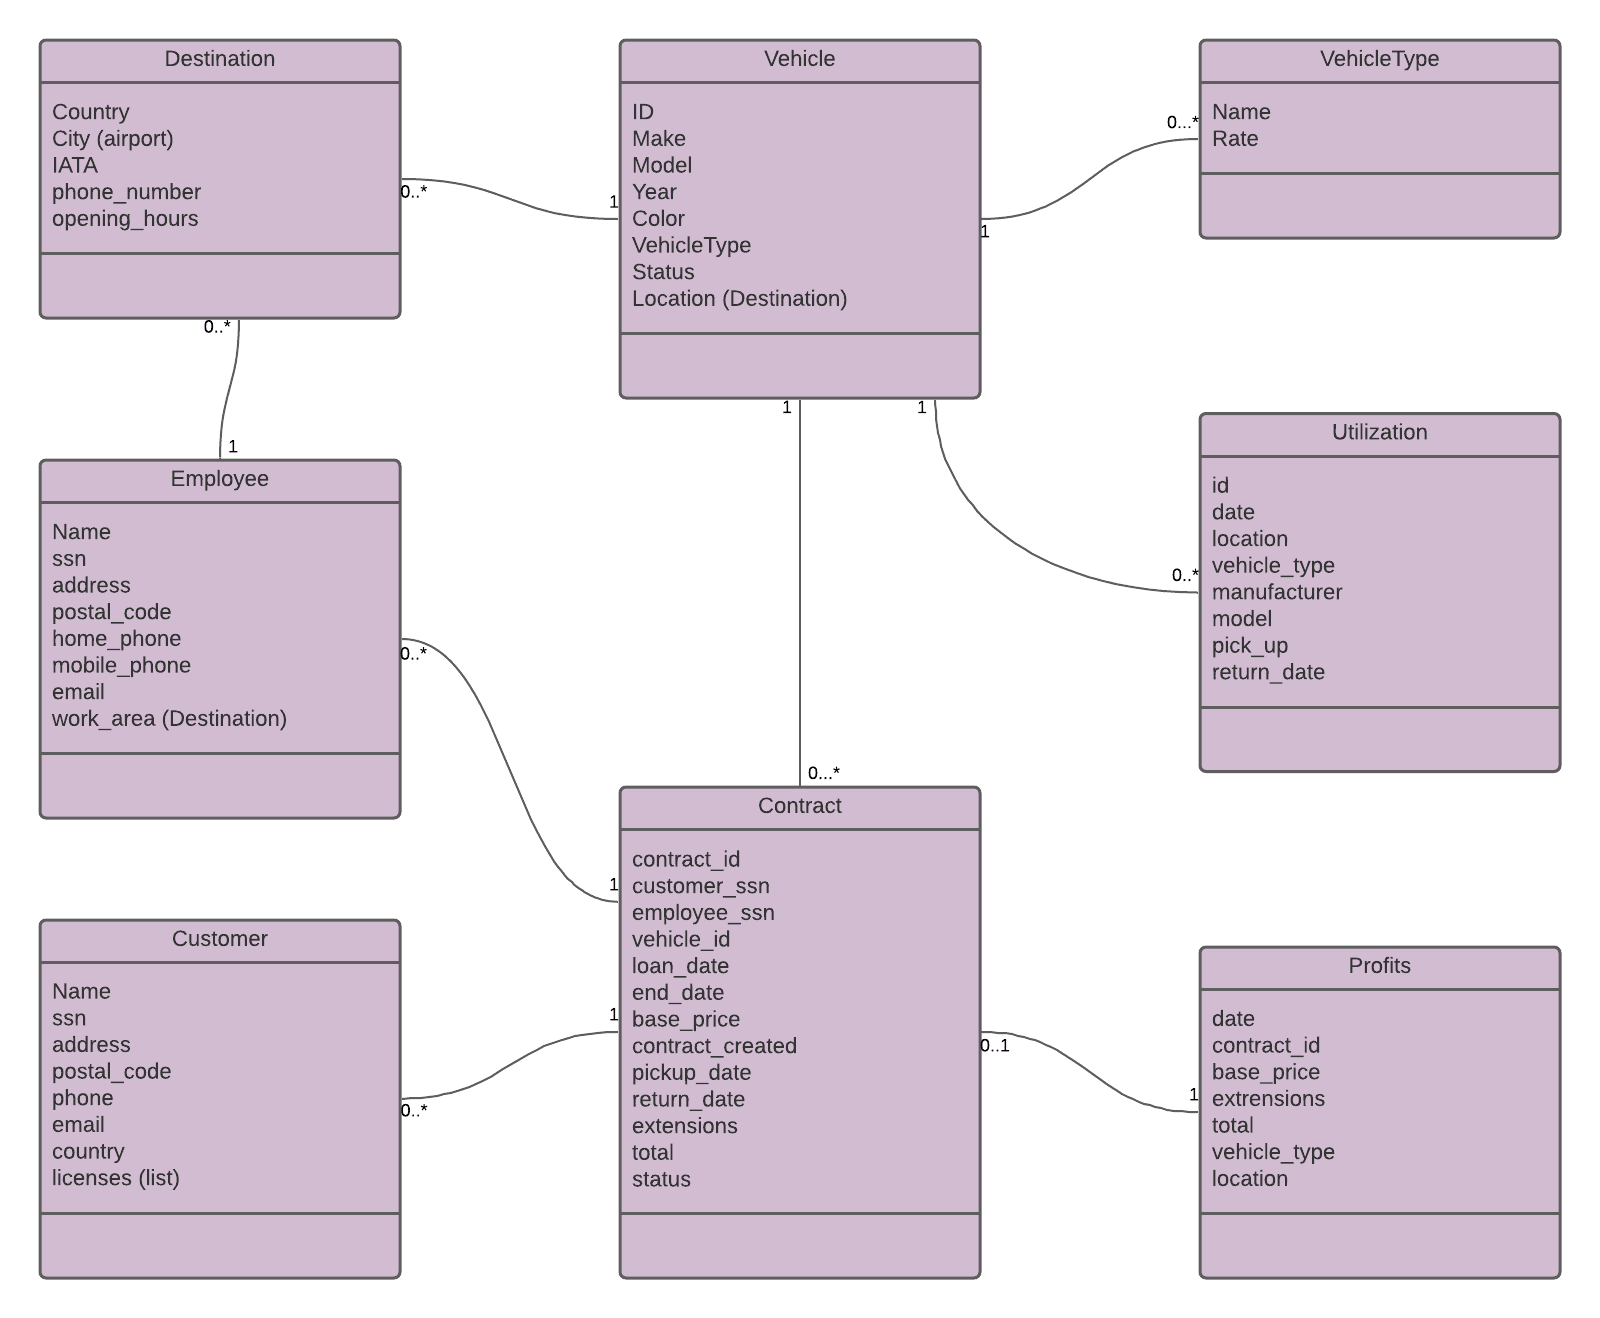 Destination
Country
City (airport)
IATA
phone_number
opening_hours
0..*
1
Vehicle
ID
Make
Model
Year
Color
VehicleType
Status
Location (Destination)
1
0...*
VehicleType
Name
Rate
0..*
1
1
0...*
1
0..*
Utilization
id
date
location
vehicle_type
manufacturer
model
pick_up
return_date
Employee
Name
ssn
address
postal_code
home_phone
mobile_phone
email
work_area (Destination)
0..*
1
Customer
Name
ssn
address
postal_code
phone
email
country
licenses (list)
0..*
1
Contract
contract_id
customer_ssn
employee_ssn
vehicle_id
loan_date
end_date
base_price
contract_created
pickup_date
return_date
extensions
total
status
0..1
1
Profits
date
contract_id
base_price
extrensions
total
vehicle_type
location